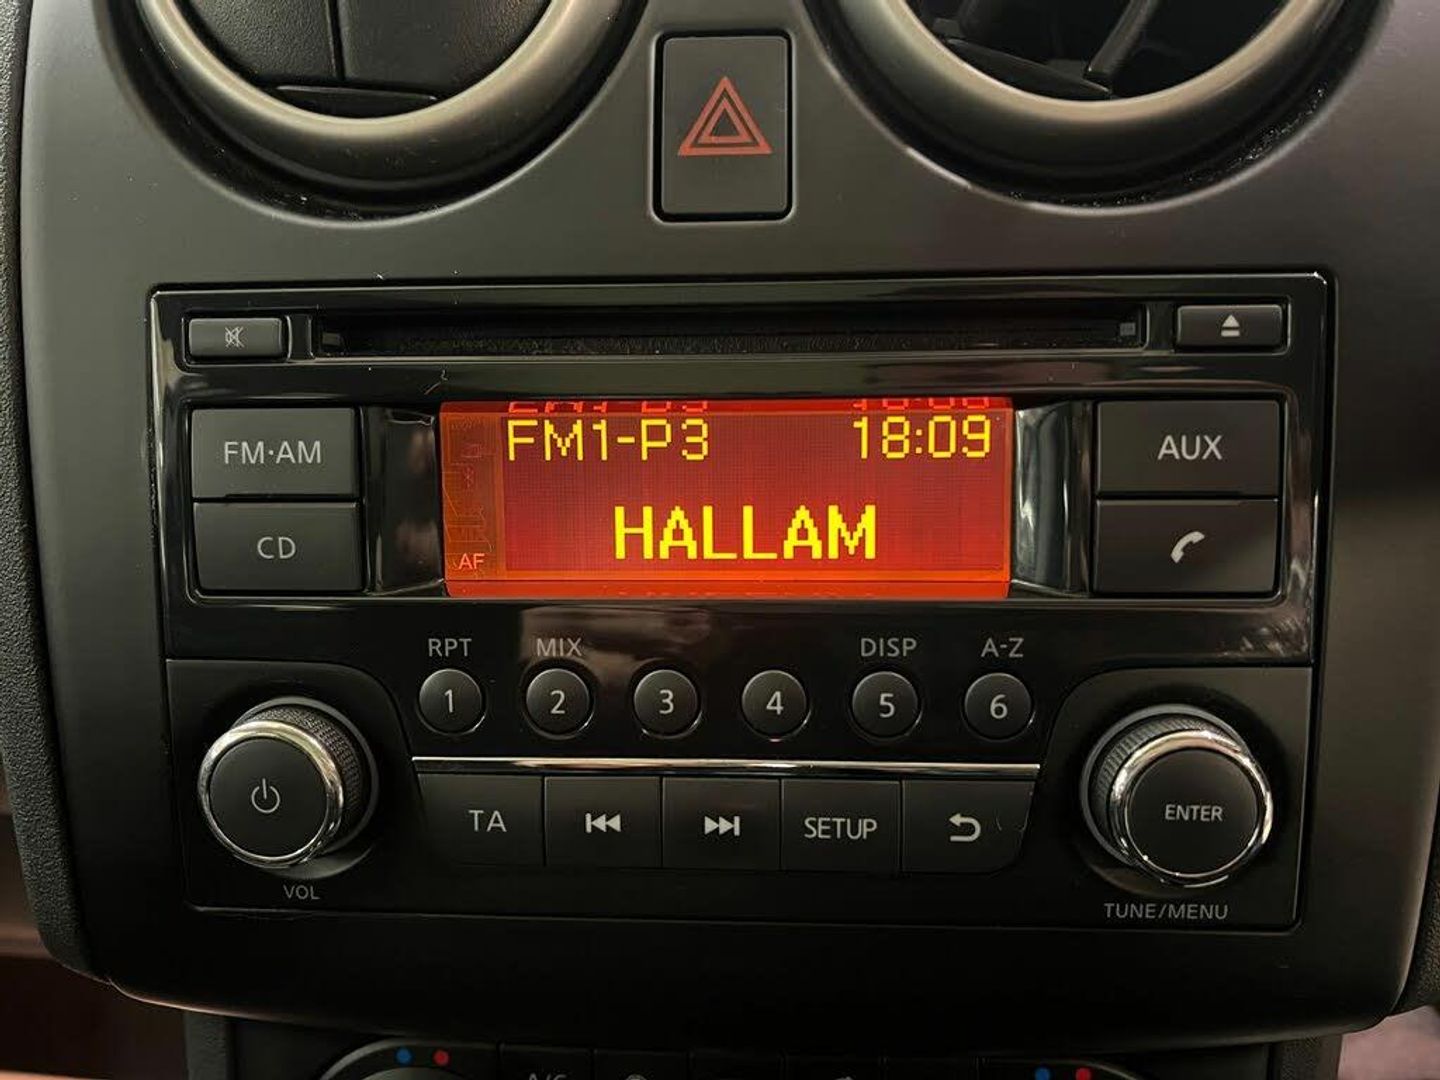 FM1-P3 18:09
HALLAM
AF
FM·AM
CD
AUX
RPT MIX DISP A-Z
1 2 3 4 5 6
TA SETUP
ENTER
VOL
TUNE/MENU
A/C